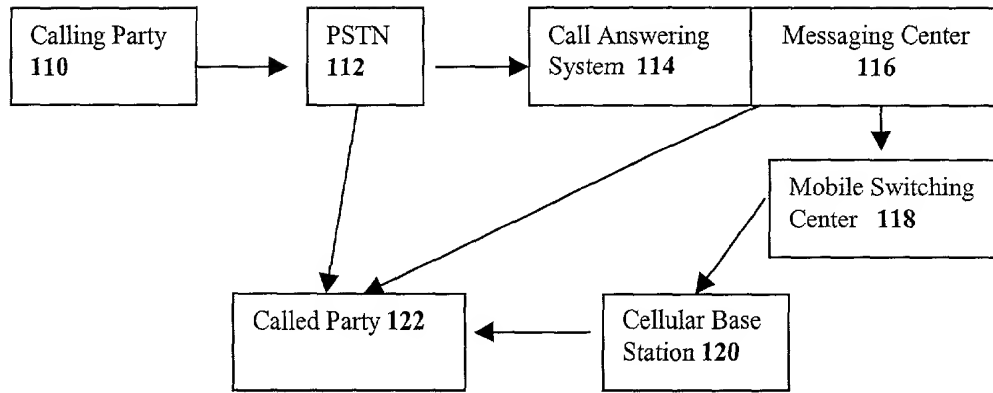 Calling Party
110
PSTN
112
Call Answering
System 114
Messaging Center
116
Mobile Switching
Center 118
Called Party 122
Cellular Base
Station 120